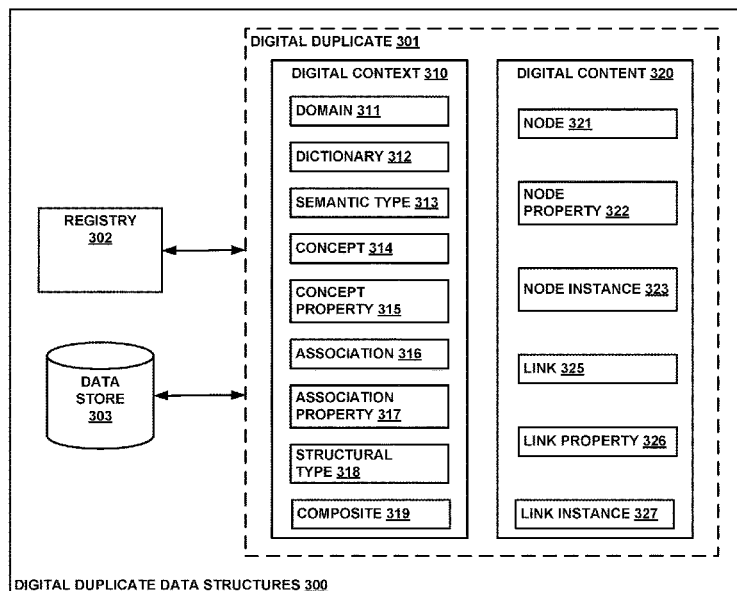 DIGITAL DUPLICATE 301
DIGITAL CONTEXT 310
DOMAIN 311
DICTIONARY 312
SEMANTIC TYPE 313
CONCEPT 314
CONCEPT
PROPERTY 315
ASSOCIATION 316
ASSOCIATION
PROPERTY 317
STRUCTURAL
TYPE 318
COMPOSITE 319
DIGITAL CONTENT 320
NODE 321
NODE
PROPERTY 322
NODE INSTANCE 323
LINK 325
LINK PROPERTY 326
LINK INSTANCE 327
REGISTRY
302
DATA
STORE
303
DIGITAL DUPLICATE DATA STRUCTURES 300